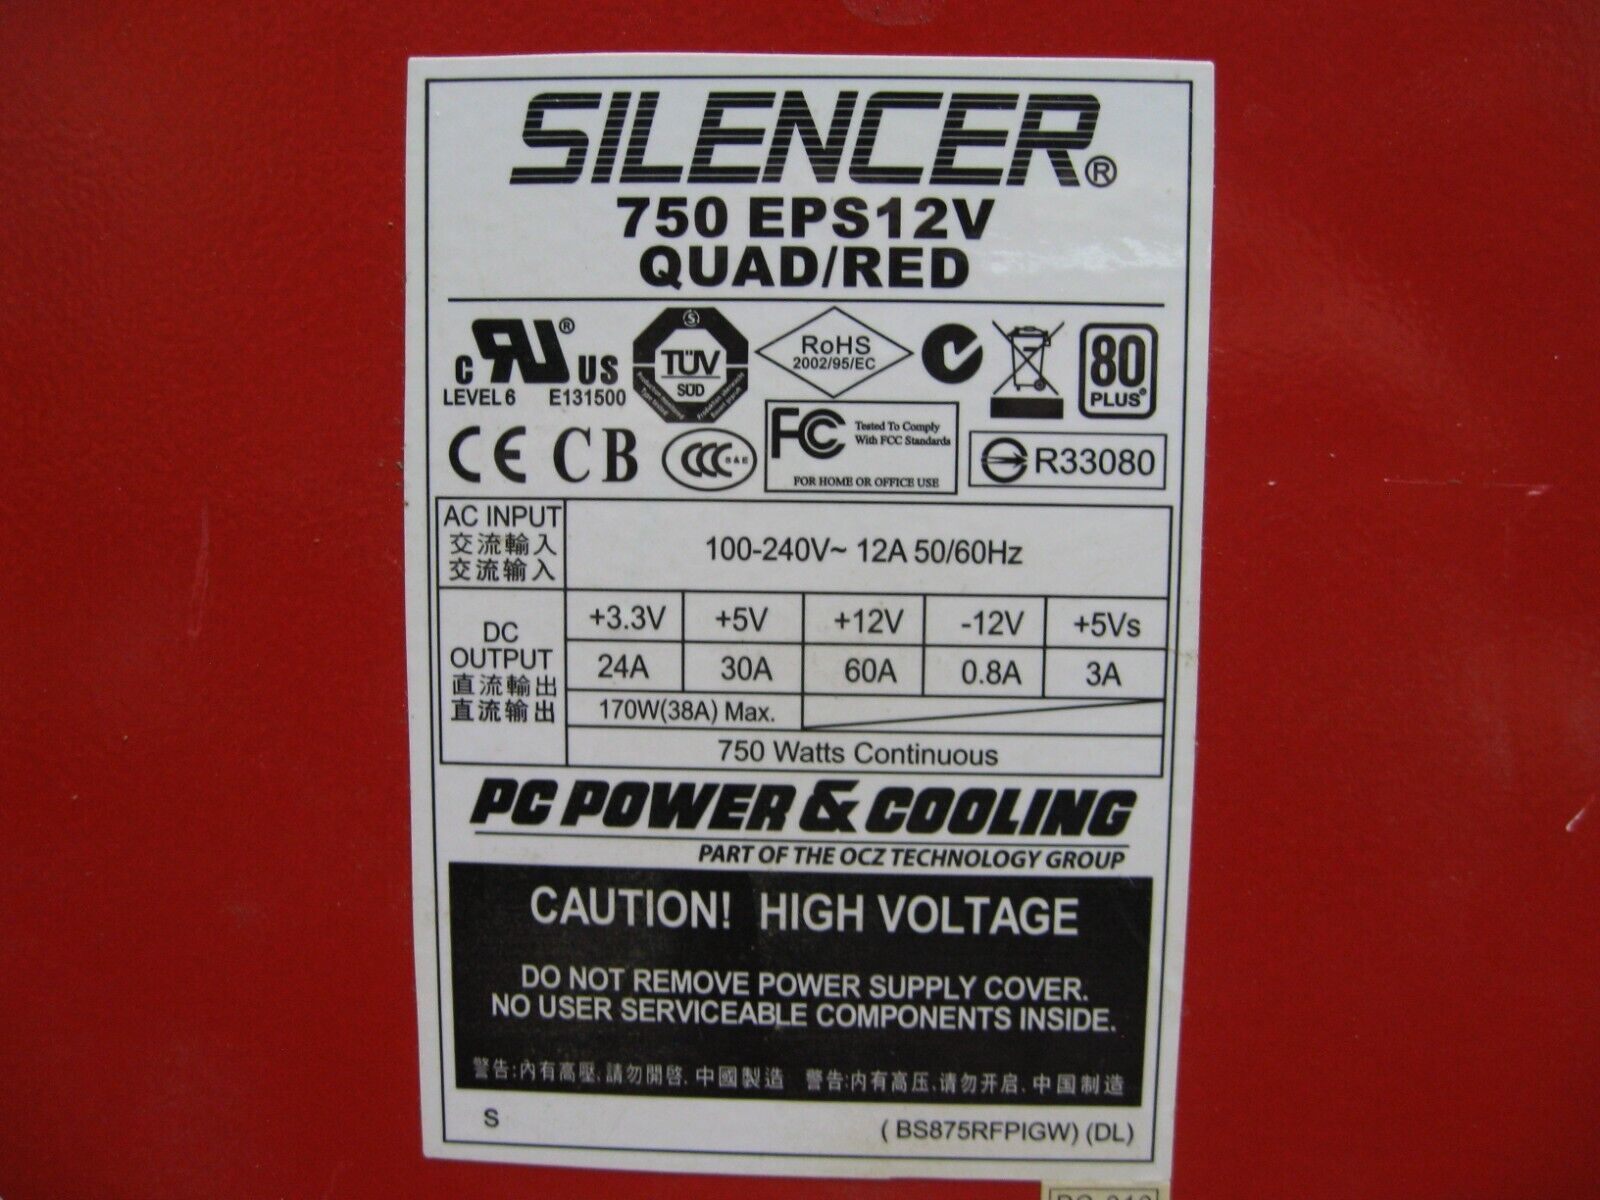 SILENCER®
750 EPS12V
QUAD/RED
c RU® US
LEVEL 6 E131500
S
TÜV
SÜD
RoHS
2002/95/EC
80
PLUS®
CE CB
CCC S&E
FC
Tested To Comply
With FCC Standards
FOR HOME OR OFFICE USE
R33080
AC INPUT
交流輸入
交流输入
100-240V~ 12A 50/60Hz
DC
OUTPUT
直流輸出
直流输出
+3.3V +5V +12V -12V +5Vs
24A 30A 60A 0.8A 3A
170W(38A) Max.
750 Watts Continuous
PC POWER & COOLING
PART OF THE OCZ TECHNOLOGY GROUP
CAUTION! HIGH VOLTAGE
DO NOT REMOVE POWER SUPPLY COVER.
NO USER SERVICEABLE COMPONENTS INSIDE.
警告:內有高壓,請勿開啓,中國製造 警告:内有高压,请勿开启,中国制造
S
( BS875RFPIGW) (DL)